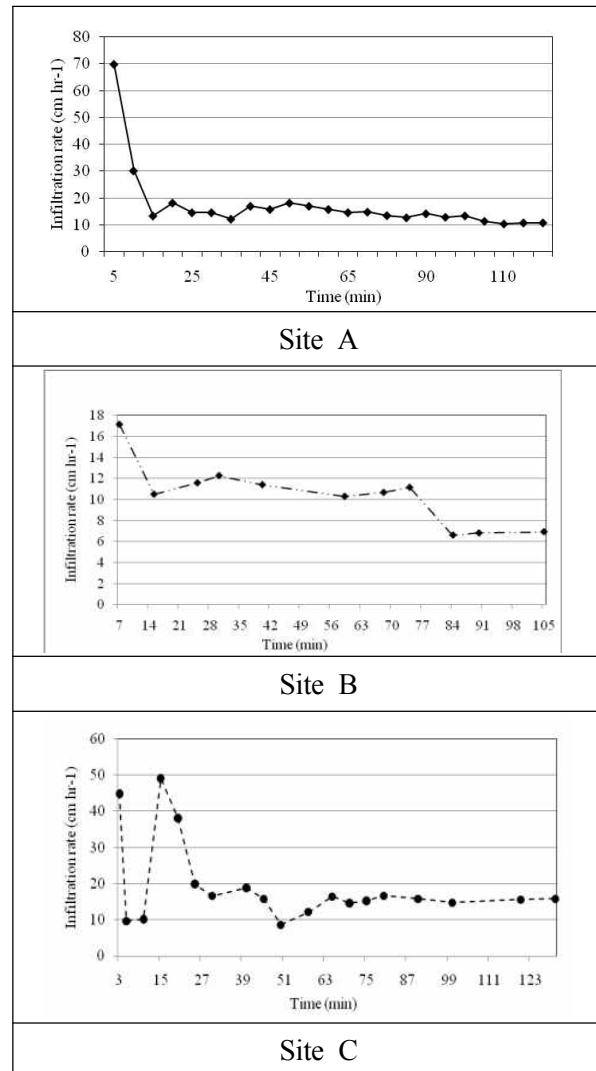 80
70
60
50
40
30
20
10
0
Infiltration rate (cm hr-1)
5 25 45 65 90 110
Time (min)
Site A
18
16
14
12
10
8
6
4
2
0
Infiltration rate (cm hr-1)
7 14 21 28 35 42 49 56 63 70 77 84 91 98 105
Time (min)
Site B
60
50
40
30
20
10
0
Infiltration rate (cm hr-1)
3 15 27 39 51 63 75 87 99 111 123
Time (min)
Site C